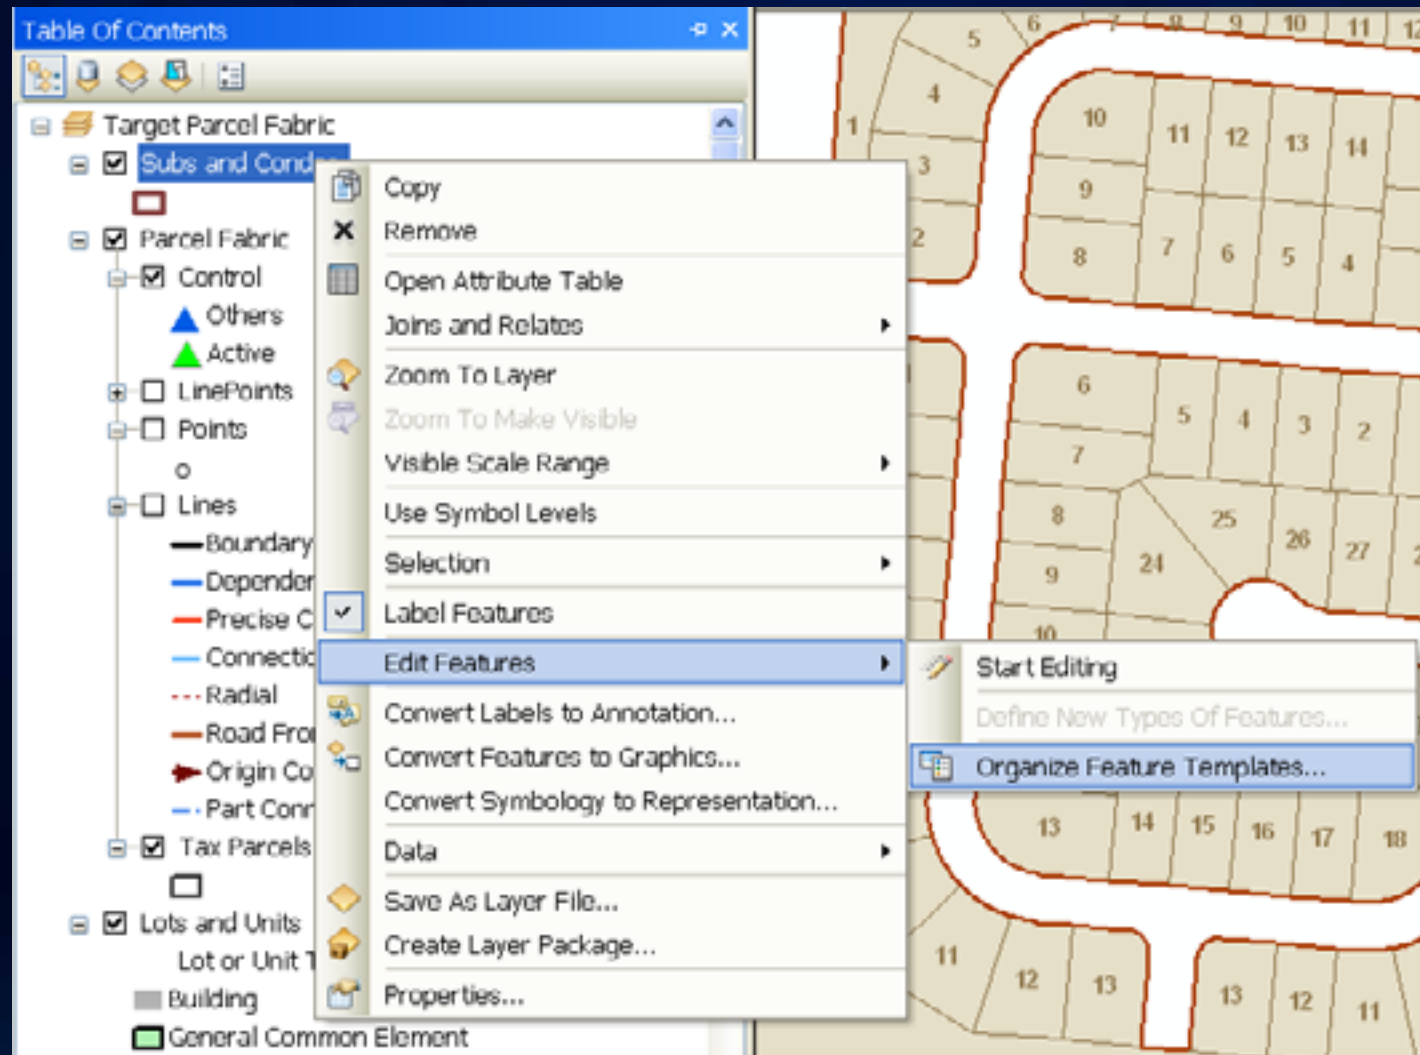 Table Of Contents
Target Parcel Fabric
Subs and
Parcel Fabric
Control
Others
Active
LinePoints
Points
Lines
Boundary
Precise
Radial
Road
Origin
Part
Tax Parcels
Lots and Units
Lot or Unit
Building
General Common Element
Copy
Remove
Open Attribute Table
Joins and Relates
Zoom To Layer
Zoom To Make Visible
Visible Scale Range
Use Symbol Levels
Selection
Label Features
Edit Features
Convert Labels to Annotation...
Convert Features to Graphics...
Convert Symbology to Representation...
Data
Save As Layer File...
Create Layer Package...
Properties...
Start Editing
Define New Types Of Features...
Organize Feature Templates...
5 6 7 8 9 10 11 12
4
1
3
2
10 11 12 13 14
9
8 7 6 5 4
6
5 4 3 2
7
8 25 26 27
9 24
10
13 14 15 16 17 18
11 12 13
13 12 11